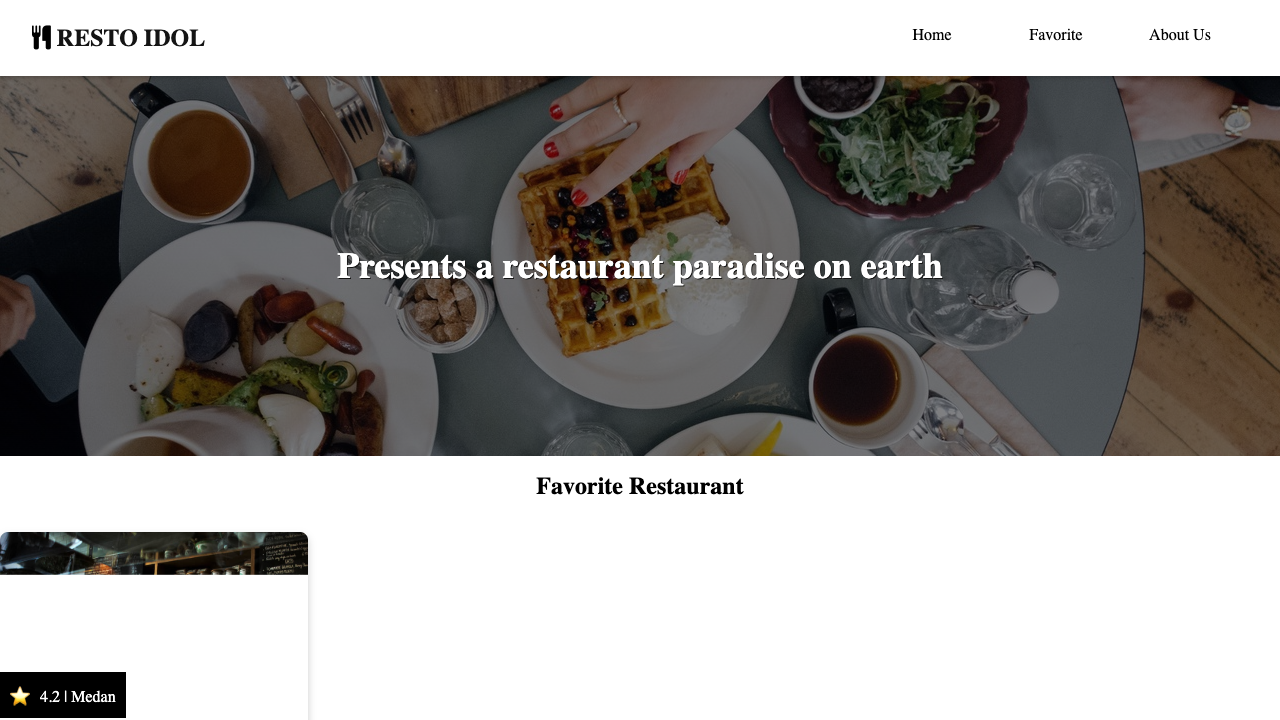 RESTO IDOL
Home
Favorite
About Us
Presents a restaurant paradise on earth
Favorite Restaurant
4.2 | Medan